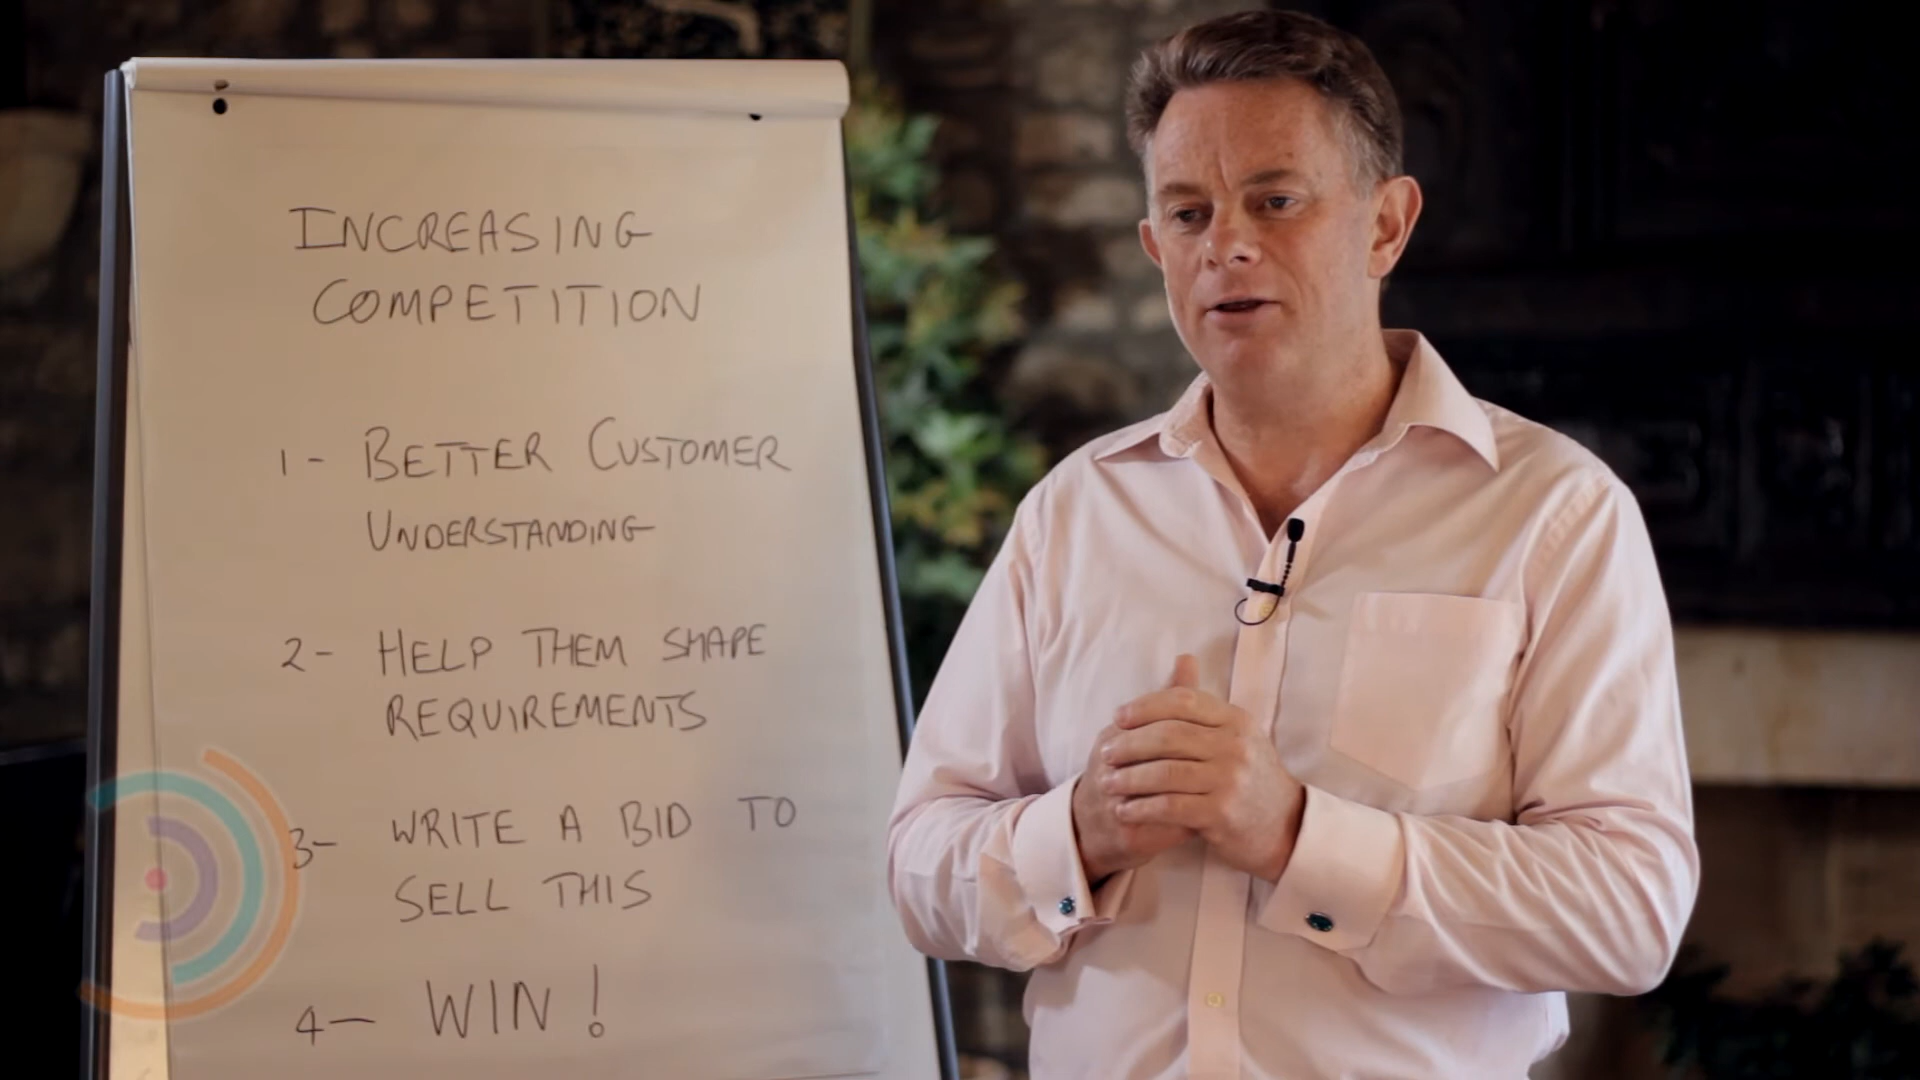 INCREASING
COMPETITION
1- BETTER CUSTOMER
UNDERSTANDING
2- HELP THEM SHAPE
REQUIREMENTS
3- WRITE A BID TO
SELL THIS
4- WIN!